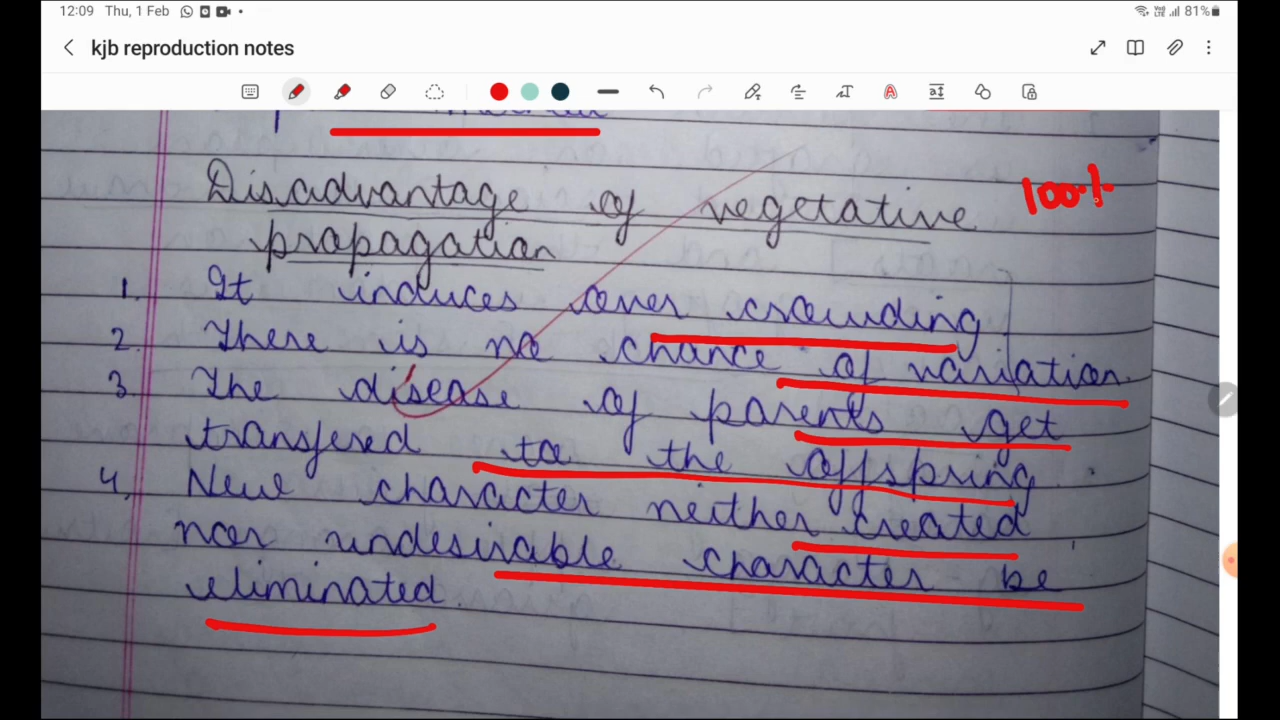 12:09 Thu, 1 Feb
81%
kjb reproduction notes
Disadvantage of vegetative
100%
propagation
1. It induces over crowding
2. There is no chance of variation
3. The disease of parents get
transfered to the offspring
4. New character neither created
nor undesirable character be
eliminated.